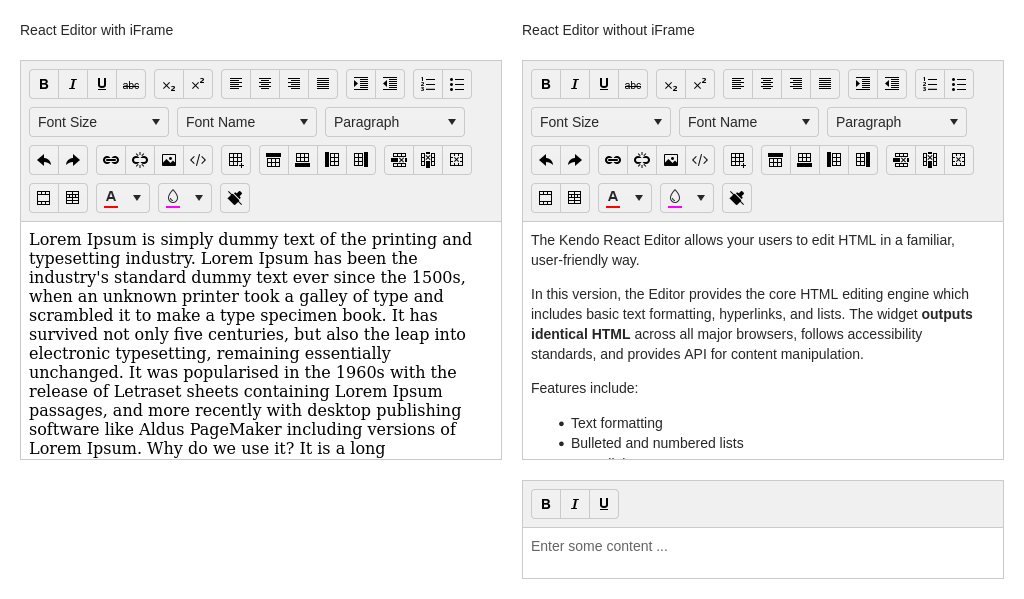 React Editor with iFrame
B I U abc x₂ x²
Font Size Font Name Paragraph
A
Lorem Ipsum is simply dummy text of the printing and
typesetting industry. Lorem Ipsum has been the
industry's standard dummy text ever since the 1500s,
when an unknown printer took a galley of type and
scrambled it to make a type specimen book. It has
survived not only five centuries, but also the leap into
electronic typesetting, remaining essentially
unchanged. It was popularised in the 1960s with the
release of Letraset sheets containing Lorem Ipsum
passages, and more recently with desktop publishing
software like Aldus PageMaker including versions of
Lorem Ipsum. Why do we use it? It is a long
React Editor without iFrame
B I U abc x₂ x²
Font Size Font Name Paragraph
A
The Kendo React Editor allows your users to edit HTML in a familiar,
user-friendly way.
In this version, the Editor provides the core HTML editing engine which
includes basic text formatting, hyperlinks, and lists. The widget outputs
identical HTML across all major browsers, follows accessibility
standards, and provides API for content manipulation.
Features include:
• Text formatting
• Bulleted and numbered lists
B I U
Enter some content ...